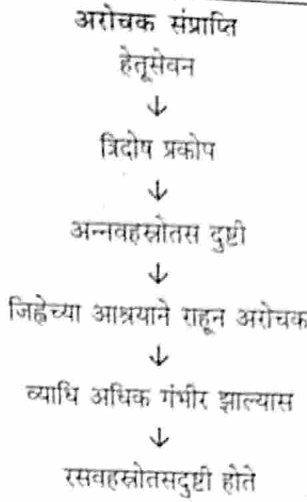 अरोचक संप्राप्ति
हेतूसेवन
↓
त्रिदोष प्रकोप
↓
अन्नवहस्रोतस दुष्टी
↓
जिह्वेच्या आश्रयाने राहून अरोचक
↓
व्याधि अधिक गंभीर झाल्यास
↓
रसवहस्रोतसदुष्टी होते